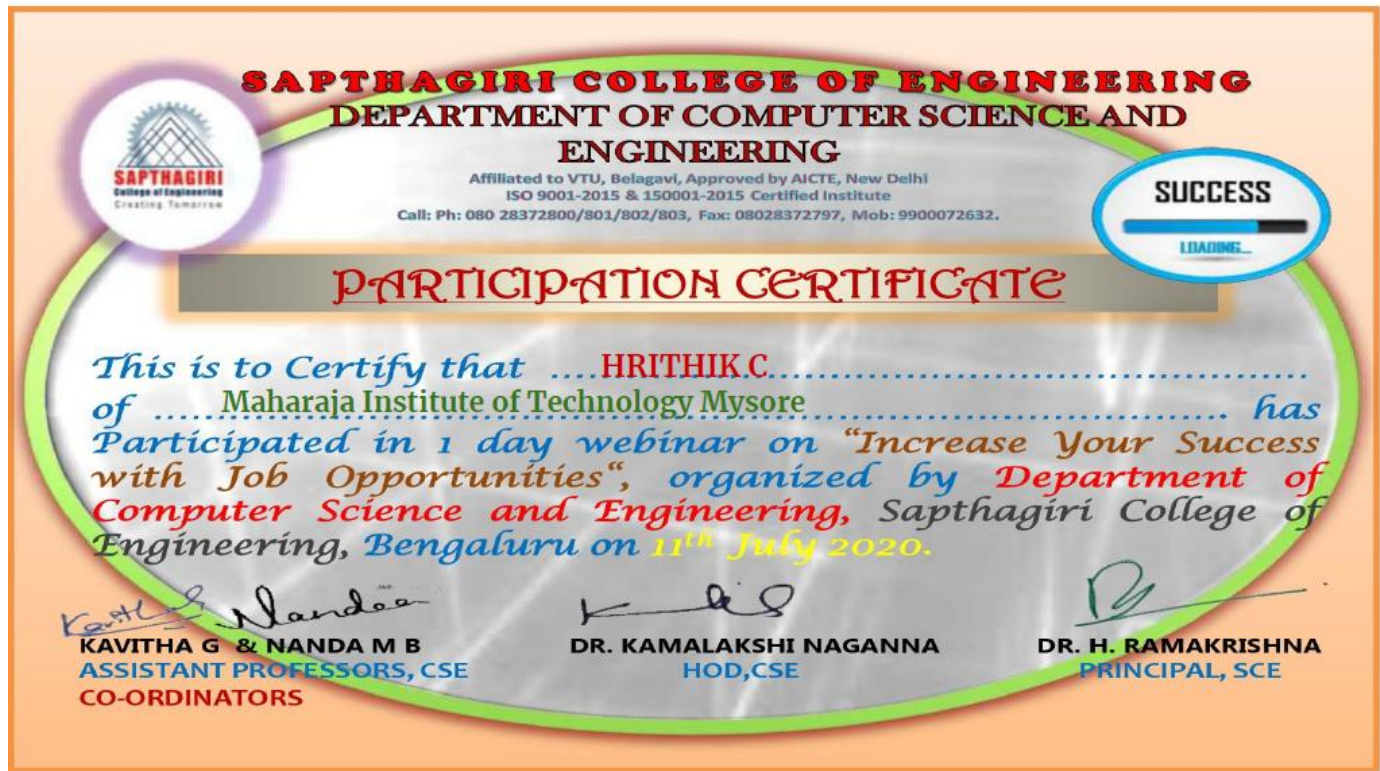 SAPTHAGIRI COLLEGE OF ENGINEERING
DEPARTMENT OF COMPUTER SCIENCE AND
ENGINEERING
Affiliated to VTU, Belagavi, Approved by AICTE, New Delhi
ISO 9001-2015 & 150001-2015 Certified Institute
Call: Ph: 080 28372800/801/802/803, Fax: 08028372797, Mob: 9900072632.
SAPTHAGIRI
College of Engineering
Creating Tomorrow
SUCCESS
LOADING...
PARTICIPATION CERTIFICATE
This is to Certify that ....HRITHIK C..........................................................
of ......Maharaja Institute of Technology Mysore.......................................... has
Participated in 1 day webinar on “Increase Your Success
with Job Opportunities“, organized by Department of
Computer Science and Engineering, Sapthagiri College of
Engineering, Bengaluru on 11th July 2020.
KAVITHA G & NANDA M B
ASSISTANT PROFESSORS, CSE
CO-ORDINATORS
DR. KAMALAKSHI NAGANNA
HOD,CSE
DR. H. RAMAKRISHNA
PRINCIPAL, SCE